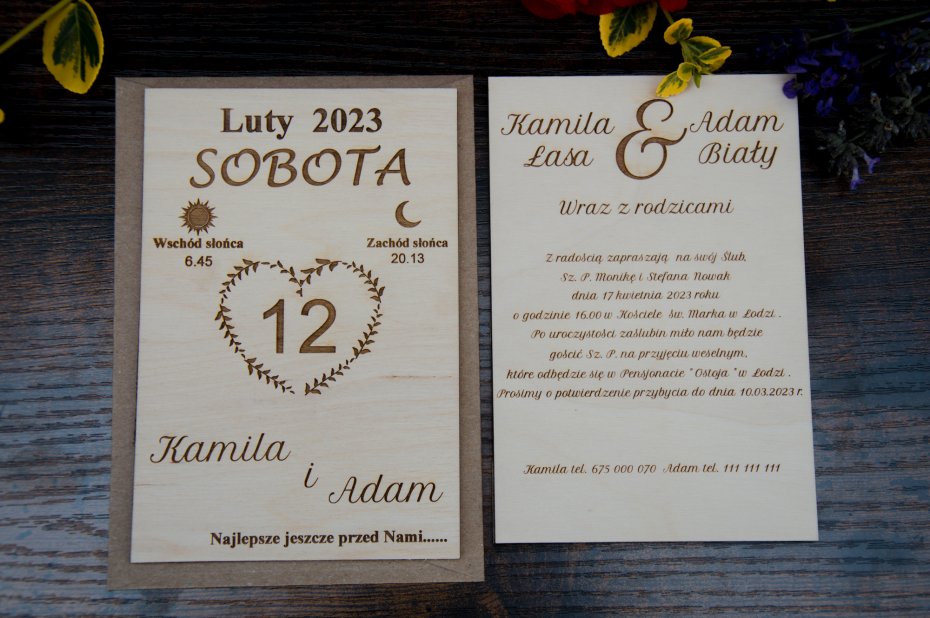 Luty 2023
SOBOTA
Wschód słońca
6.45
Zachód słońca
20.13
12
Kamila
i
Adam
Najlepsze jeszcze przed Nami......
Kamila & Adam
Łasa Biały
Wraz z rodzicami
Z radością zapraszają na swój Ślub,
Sz. P. Monikę i Stefana Nowak
dnia 17 kwietnia 2023 roku
o godzinie 16.00 w Kościele św. Marka w Łodzi .
Po uroczystości zaślubin miło nam będzie
gościć Sz. P. na przyjęciu weselnym,
które odbędzie się w Pensjonacie "Ostoja "w Łodzi .
Prosimy o potwierdzenie przybycia do dnia 10.03.2023 r.
Kamila tel. 675 000 070 Adam tel. 111 111 111